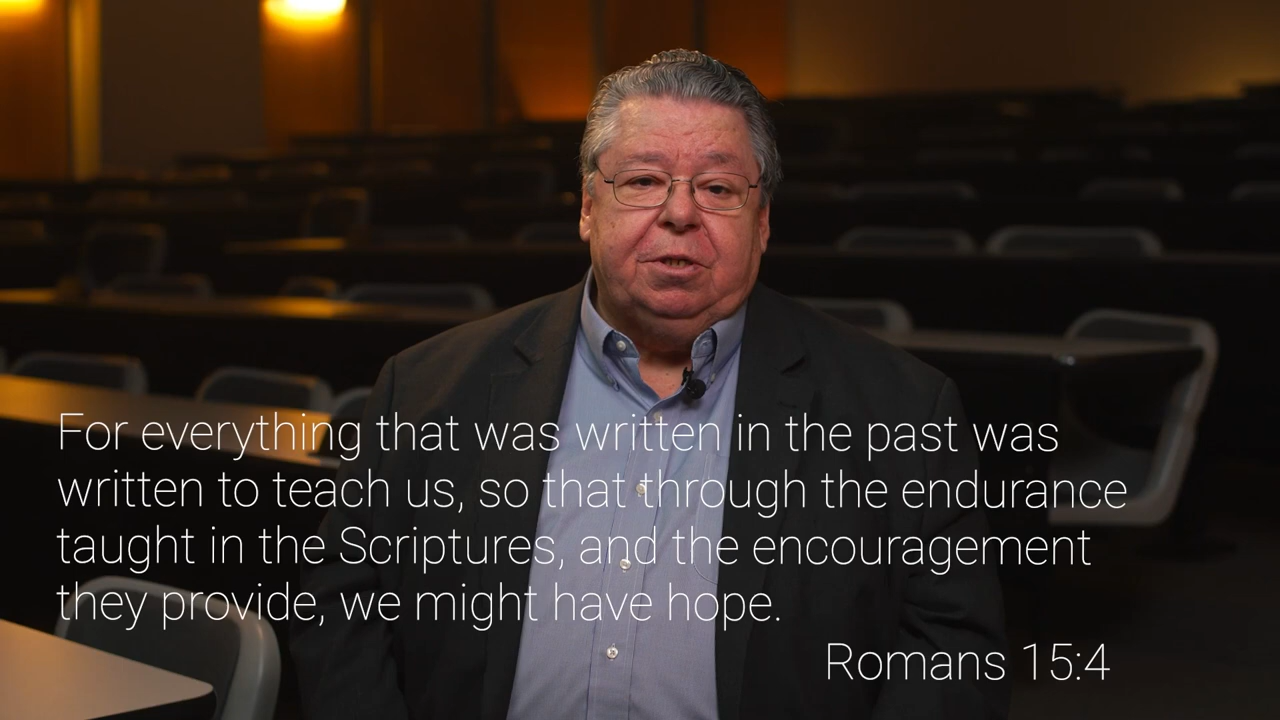 For everything that was written in the past was
written to teach us, so that through the endurance
taught in the Scriptures, and the encouragement
they provide, we might have hope.
Romans 15:4